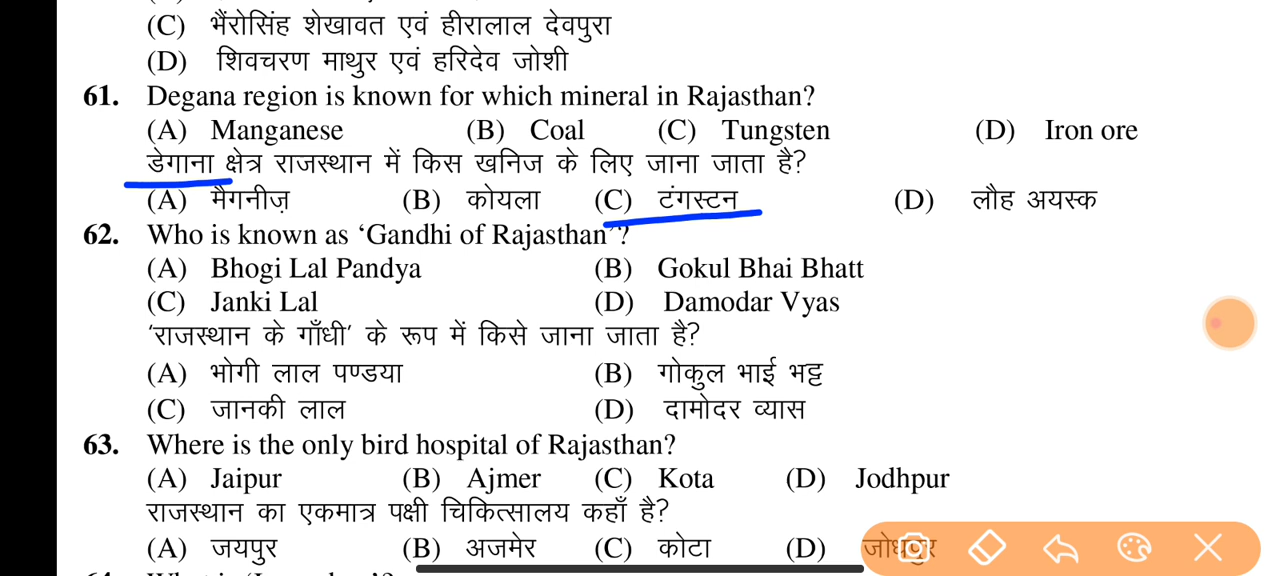 (C) भैंरोसिंह शेखावत एवं हीरालाल देवपुरा
(D) शिवचरण माथुर एवं हरिदेव जोशी
61. Degana region is known for which mineral in Rajasthan?
(A) Manganese (B) Coal (C) Tungsten (D) Iron ore
डेगाना क्षेत्र राजस्थान में किस खनिज के लिए जाना जाता है?
(A) मैंगनीज़ (B) कोयला (C) टंगस्टन (D) लौह अयस्क
62. Who is known as ‘Gandhi of Rajasthan’?
(A) Bhogi Lal Pandya (B) Gokul Bhai Bhatt
(C) Janki Lal (D) Damodar Vyas
‘राजस्थान के गाँधी’ के रूप में किसे जाना जाता है?
(A) भोगी लाल पण्डया (B) गोकुल भाई भट्ट
(C) जानकी लाल (D) दामोदर व्यास
63. Where is the only bird hospital of Rajasthan?
(A) Jaipur (B) Ajmer (C) Kota (D) Jodhpur
राजस्थान का एकमात्र पक्षी चिकित्सालय कहाँ है?
(A) जयपुर (B) अजमेर (C) कोटा (D) जोधपुर